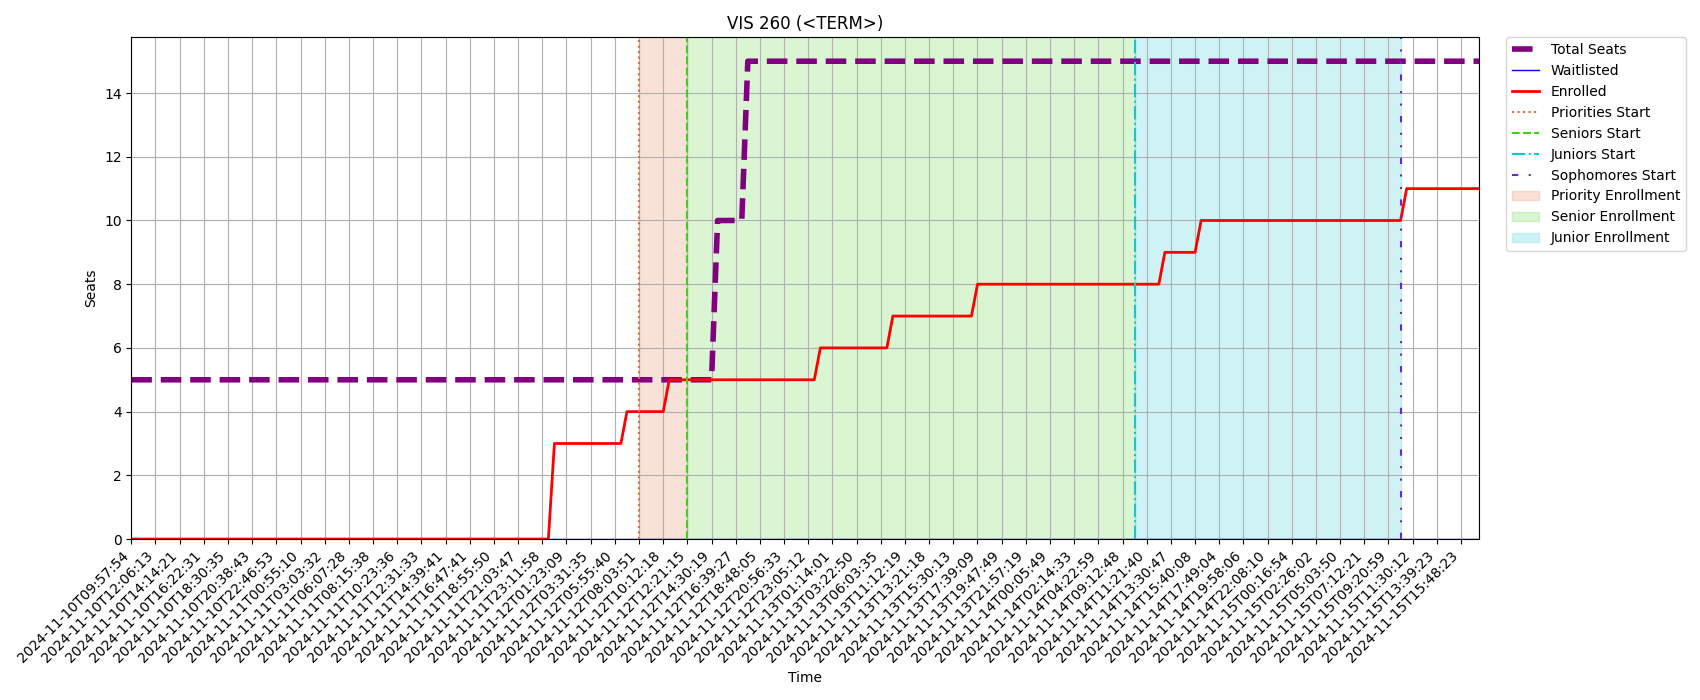 VIS 260 (<TERM>)
Total Seats
Waitlisted
Enrolled
Priorities Start
Seniors Start
Juniors Start
Sophomores Start
Priority Enrollment
Senior Enrollment
Junior Enrollment
Seats
14
12
10
8
6
4
2
0
2024-11-10T09:57:54
2024-11-10T12:06:13
2024-11-10T14:14:21
2024-11-10T16:22:31
2024-11-10T18:30:35
2024-11-10T20:38:43
2024-11-10T22:46:53
2024-11-11T00:55:10
2024-11-11T03:03:32
2024-11-11T06:07:28
2024-11-11T08:15:38
2024-11-11T10:23:36
2024-11-11T12:31:33
2024-11-11T14:39:41
2024-11-11T16:47:41
2024-11-11T18:55:50
2024-11-11T21:03:47
2024-11-11T23:11:58
2024-11-12T01:23:09
2024-11-12T03:31:35
2024-11-12T05:55:40
2024-11-12T08:03:51
2024-11-12T10:12:18
2024-11-12T12:21:15
2024-11-12T14:30:19
2024-11-12T16:39:27
2024-11-12T18:48:05
2024-11-12T20:56:33
2024-11-12T23:05:12
2024-11-13T01:14:01
2024-11-13T03:22:50
2024-11-13T06:03:35
2024-11-13T11:12:19
2024-11-13T13:21:18
2024-11-13T15:30:13
2024-11-13T17:39:09
2024-11-13T19:47:49
2024-11-13T21:57:19
2024-11-14T00:05:49
2024-11-14T02:14:33
2024-11-14T04:22:59
2024-11-14T09:12:48
2024-11-14T11:21:40
2024-11-14T13:30:47
2024-11-14T15:40:08
2024-11-14T17:49:04
2024-11-14T19:58:06
2024-11-14T22:08:10
2024-11-15T00:16:54
2024-11-15T02:26:02
2024-11-15T05:03:50
2024-11-15T07:12:21
2024-11-15T09:20:59
2024-11-15T11:30:12
2024-11-15T13:39:23
2024-11-15T15:48:23
Time